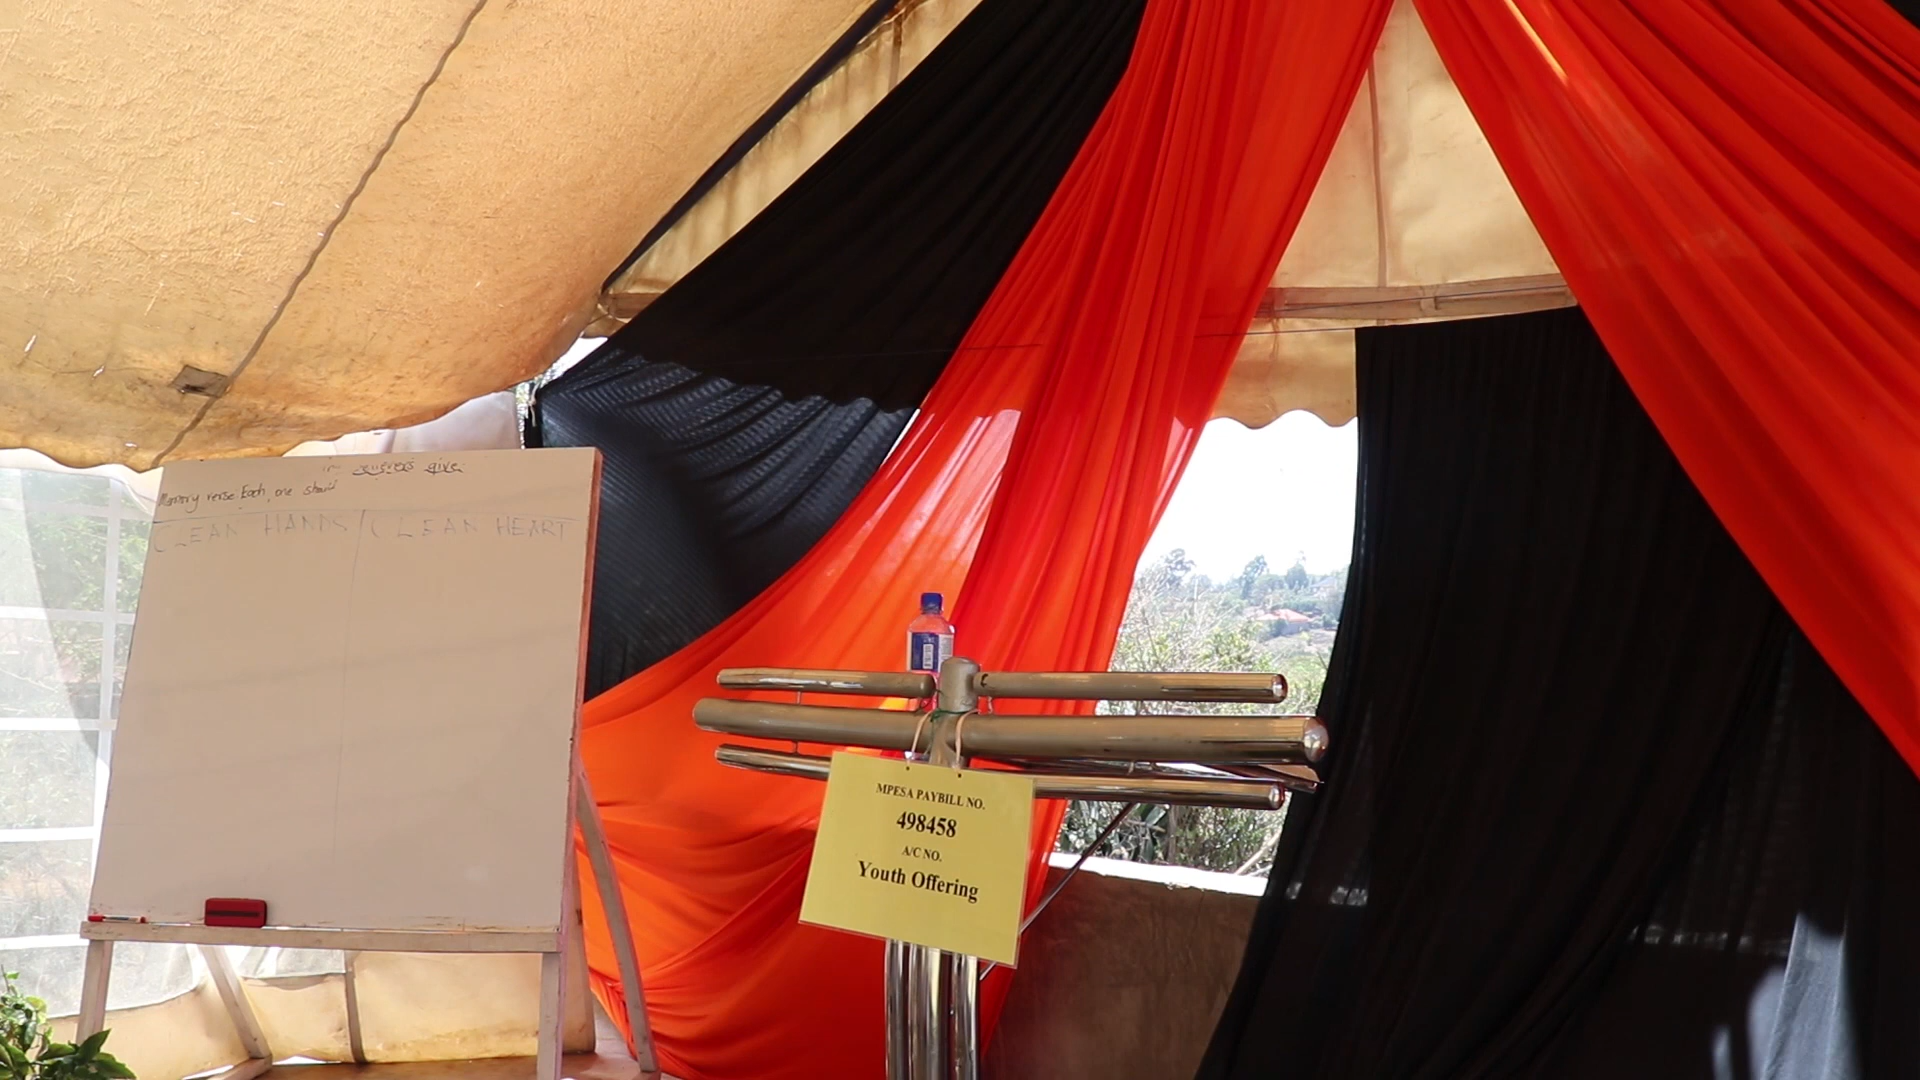 give
Memory verse Each one should
CLEAN HANDS / CLEAN HEART
MPESA PAYBILL NO.
498458
A/C NO.
Youth Offering